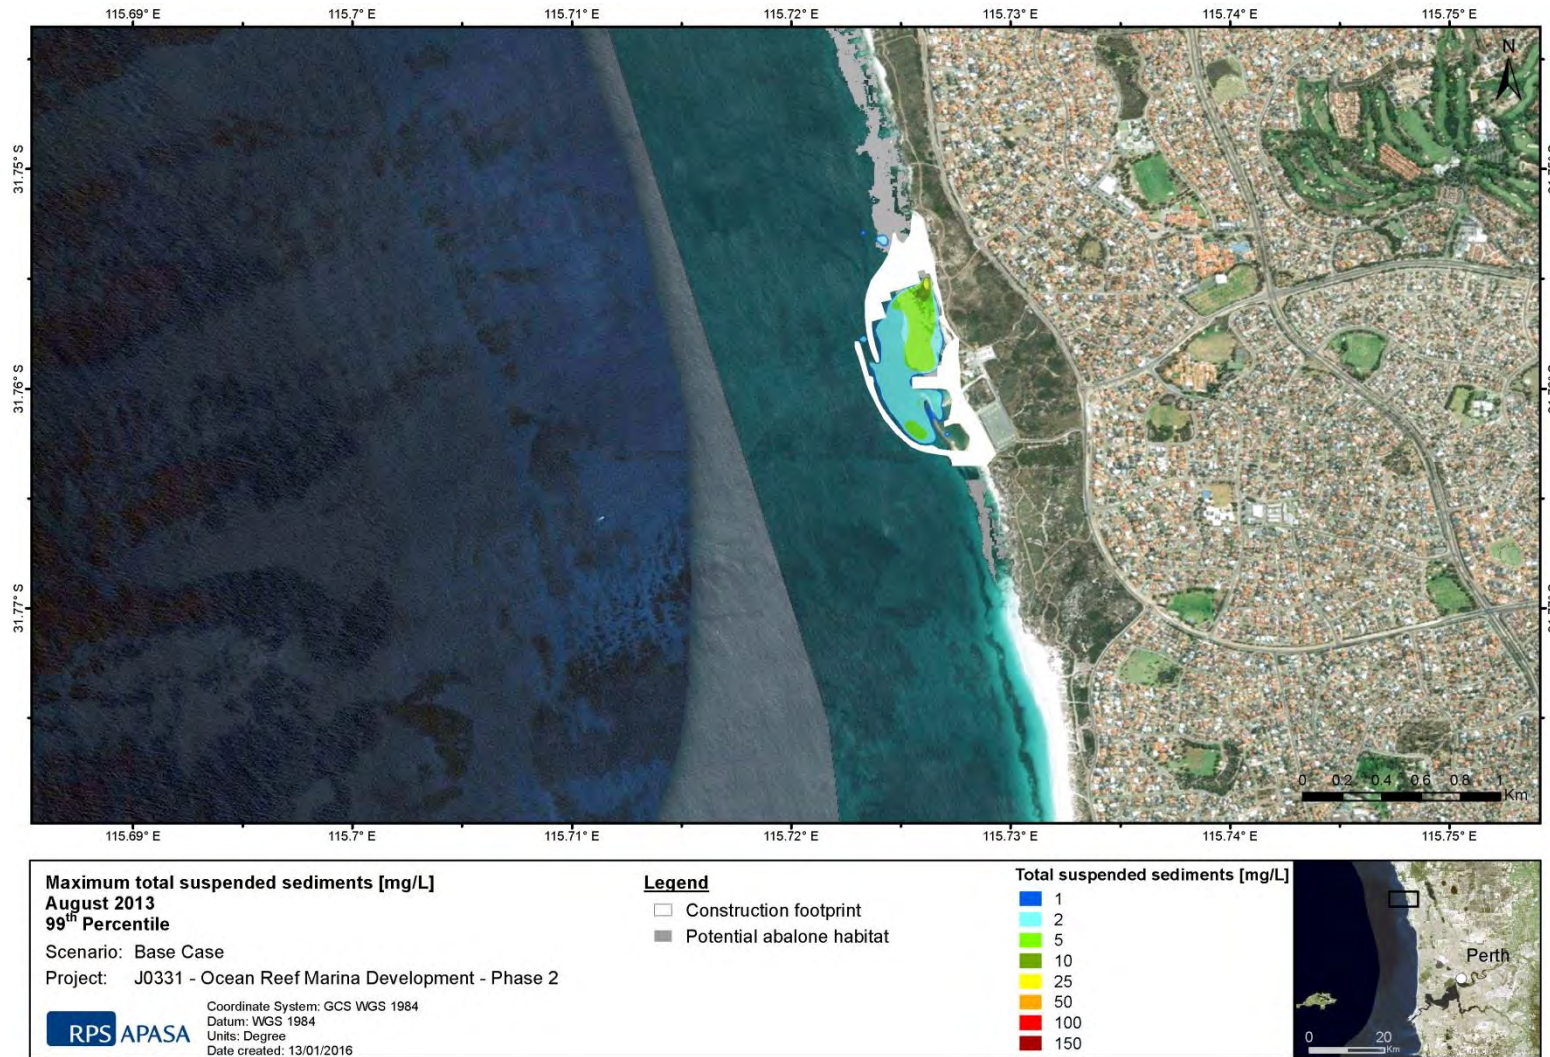 115.69° E 115.7° E 115.71° E 115.72° E 115.73° E 115.74° E 115.75° E
N
31.75° S
31.76° S
31.77° S
0 0.2 0.4 0.6 0.8 1
Km
115.69° E 115.7° E 115.71° E 115.72° E 115.73° E 115.74° E 115.75° E
Maximum total suspended sediments [mg/L]
August 2013
99th Percentile
Scenario: Base Case
Project: J0331 - Ocean Reef Marina Development - Phase 2
RPS APASA
Coordinate System: GCS WGS 1984
Datum: WGS 1984
Units: Degree
Date created: 13/01/2016
Legend
Construction footprint
Potential abalone habitat
Total suspended sediments [mg/L]
1
2
5
10
25
50
100
150
Perth
0 20
Km